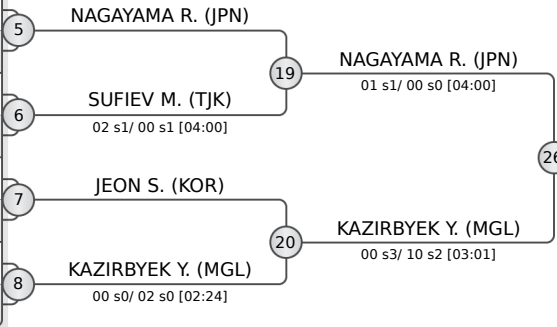 NAGAYAMA R. (JPN)
5
19
NAGAYAMA R. (JPN)
01 s1/ 00 s0 [04:00]
SUFIEV M. (TJK)
6
02 s1/ 00 s1 [04:00]
26
JEON S. (KOR)
7
20
KAZIRBYEK Y. (MGL)
00 s3/ 10 s2 [03:01]
KAZIRBYEK Y. (MGL)
8
00 s0/ 02 s0 [02:24]